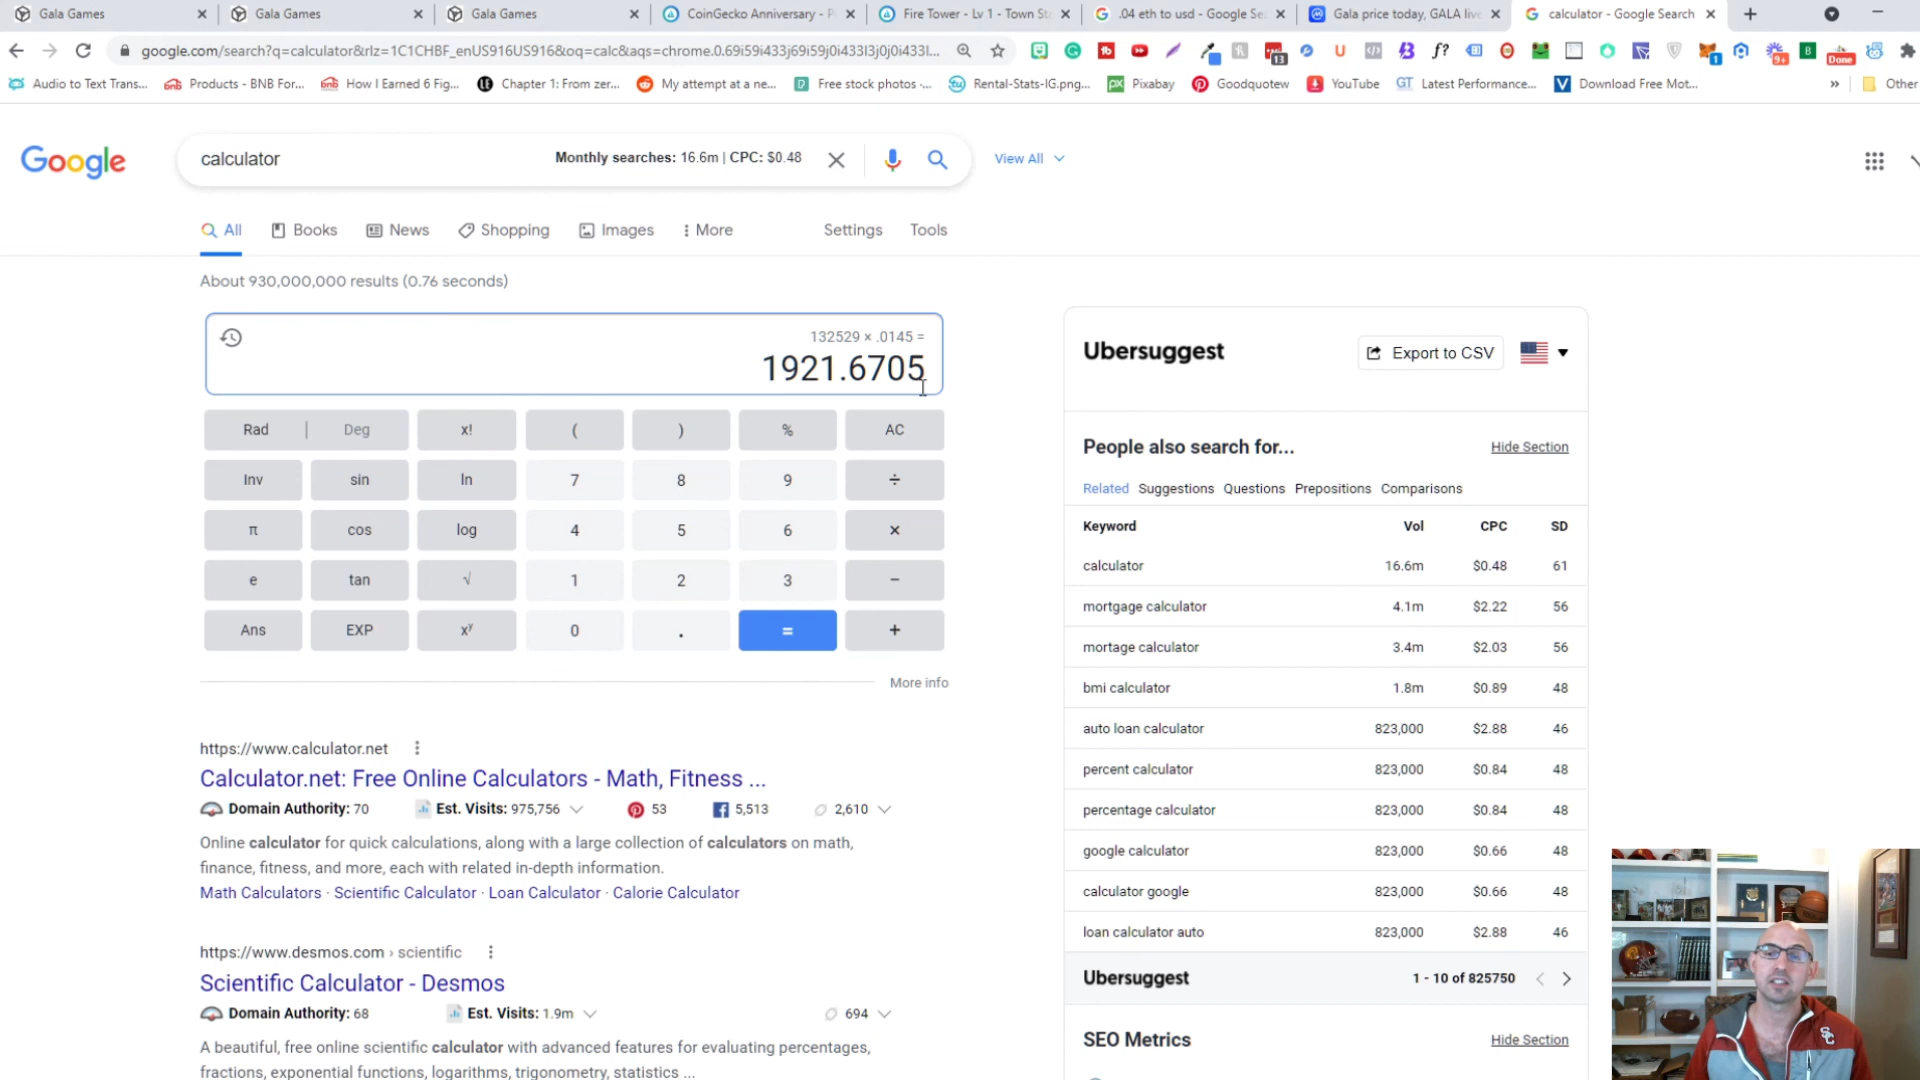 Gala Games
Gala Games
Gala Games
CoinGecko Anniversary - P
Fire Tower - Lv 1 - Town St
.04 eth to usd - Google Se
Gala price today, GALA live
calculator - Google Search
google.com/search?q=calculator&rlz=1C1CHBF_enUS916US916&oq=calc&aqs=chrome.0.69i59i433j69i59j0i433l3j0j0i433l...
Audio to Text Trans...
Products - BNB For...
How I Earned 6 Fig...
Chapter 1: From zer...
My attempt at a ne...
Free stock photos ·...
Rental-Stats-IG.png...
Pixabay
Goodquotew
YouTube
GT Latest Performance...
Download Free Mot...
» Other
Google
calculator
Monthly searches: 16.6m | CPC: $0.48
View All
All
Books
News
Shopping
Images
More
Settings
Tools
About 930,000,000 results (0.76 seconds)
132529 × .0145 =
1921.6705
Rad | Deg x! ( ) % AC
Inv sin ln 7 8 9 ÷
π cos log 4 5 6 ×
e tan √ 1 2 3 −
Ans EXP xʸ 0 . = +
More info
https://www.calculator.net
Calculator.net: Free Online Calculators - Math, Fitness ...
Domain Authority: 70 Est. Visits: 975,756 53 5,513 2,610
Online calculator for quick calculations, along with a large collection of calculators on math,
finance, fitness, and more, each with related in-depth information.
Math Calculators · Scientific Calculator · Loan Calculator · Calorie Calculator
https://www.desmos.com › scientific
Scientific Calculator - Desmos
Domain Authority: 68 Est. Visits: 1.9m 694
A beautiful, free online scientific calculator with advanced features for evaluating percentages,
fractions, exponential functions, logarithms, trigonometry, statistics ...
Ubersuggest
Export to CSV
People also search for...
Hide Section
Related Suggestions Questions Prepositions Comparisons
Keyword Vol CPC SD
calculator 16.6m $0.48 61
mortgage calculator 4.1m $2.22 56
mortage calculator 3.4m $2.03 56
bmi calculator 1.8m $0.89 48
auto loan calculator 823,000 $2.88 46
percent calculator 823,000 $0.84 48
percentage calculator 823,000 $0.84 48
google calculator 823,000 $0.66 48
calculator google 823,000 $0.66 48
loan calculator auto 823,000 $2.88 46
Ubersuggest
1 - 10 of 825750
SEO Metrics
Hide Section